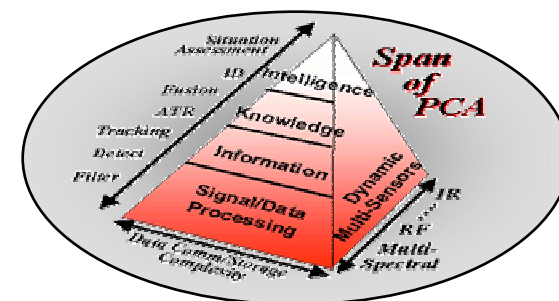 Situation
Assessment
ID
Fusion
ATR
Tracking
Detect
Filter
Intelligence
Knowledge
Information
Signal/Data
Processing
Dynamic
Multi-Sensors
Span
of
PCA
IR
RF
Multi-
Spectral
Data Comm/Storage
Complexity